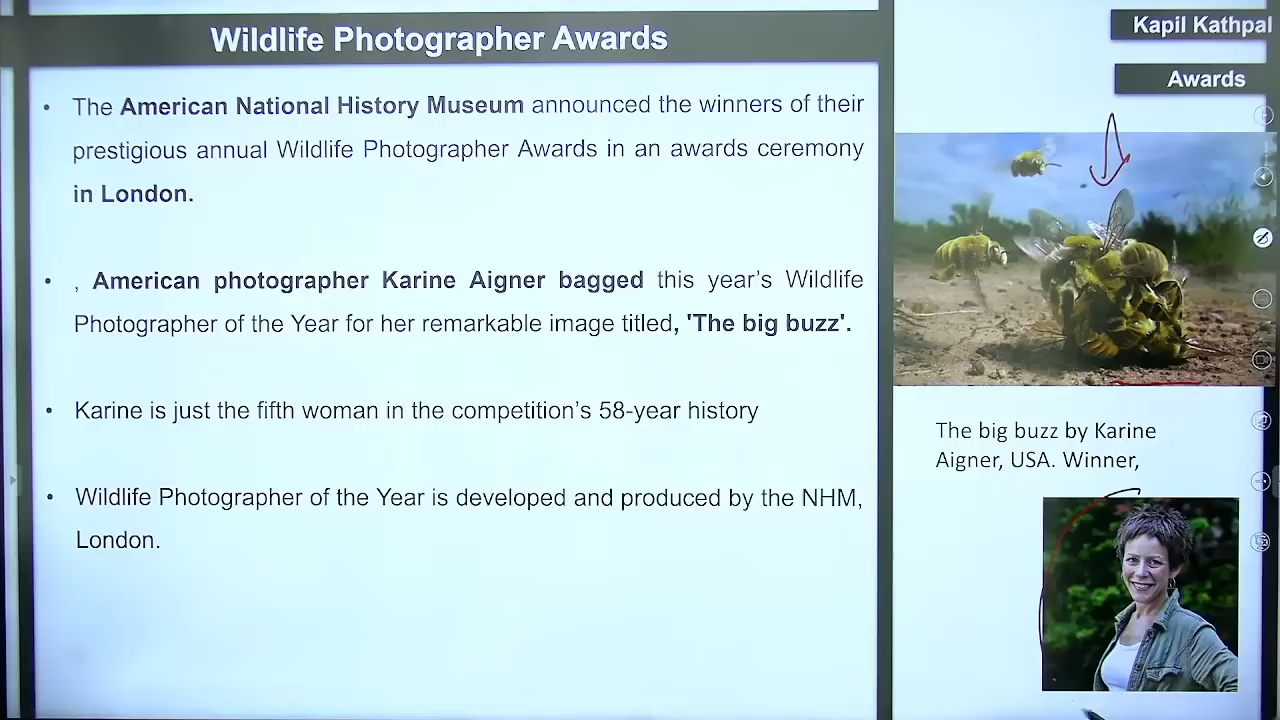 Wildlife Photographer Awards
Kapil Kathpal
Awards
• The American National History Museum announced the winners of their
prestigious annual Wildlife Photographer Awards in an awards ceremony
in London.
• , American photographer Karine Aigner bagged this year's Wildlife
Photographer of the Year for her remarkable image titled, 'The big buzz'.
• Karine is just the fifth woman in the competition's 58-year history
• Wildlife Photographer of the Year is developed and produced by the NHM,
London.
The big buzz by Karine
Aigner, USA. Winner,